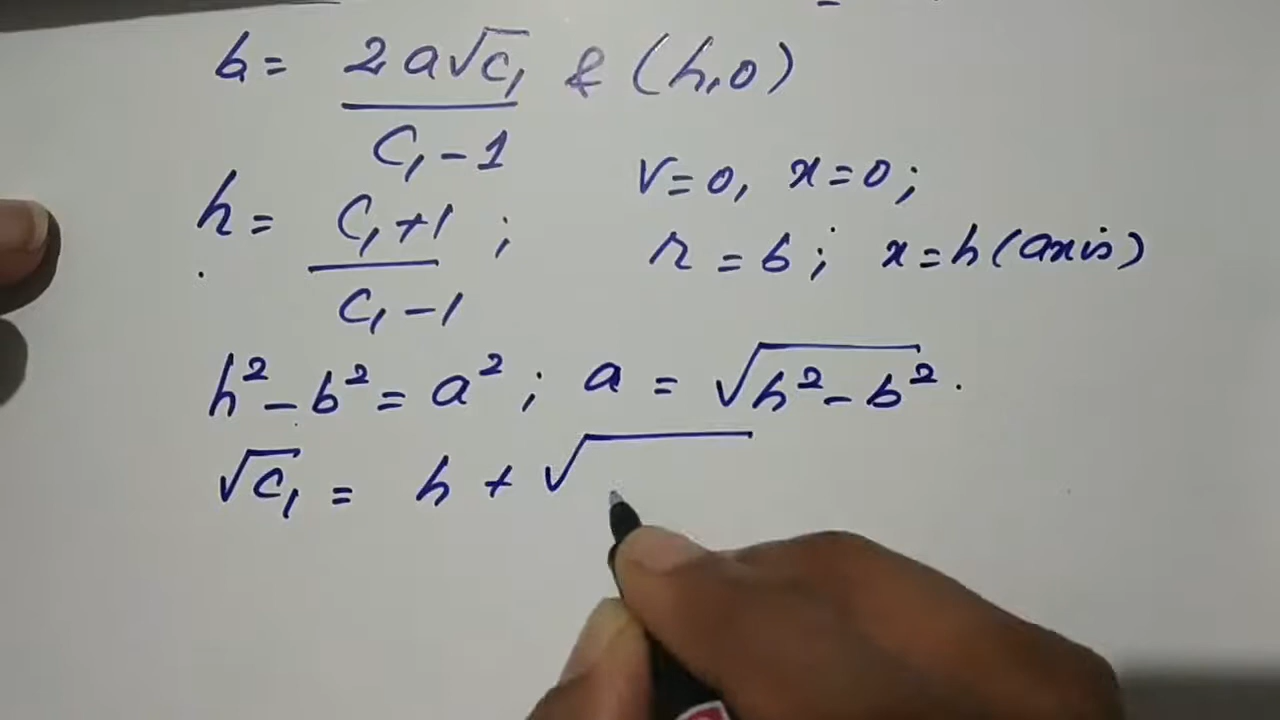 b = 2a√C₁ / C₁-1 & (h,0)
V=0, x=0;
h = C₁+1 / C₁-1 ;
r = b; x=h (axis)
h²-b² = a² ; a = √h²-b².
√C₁ = h + √